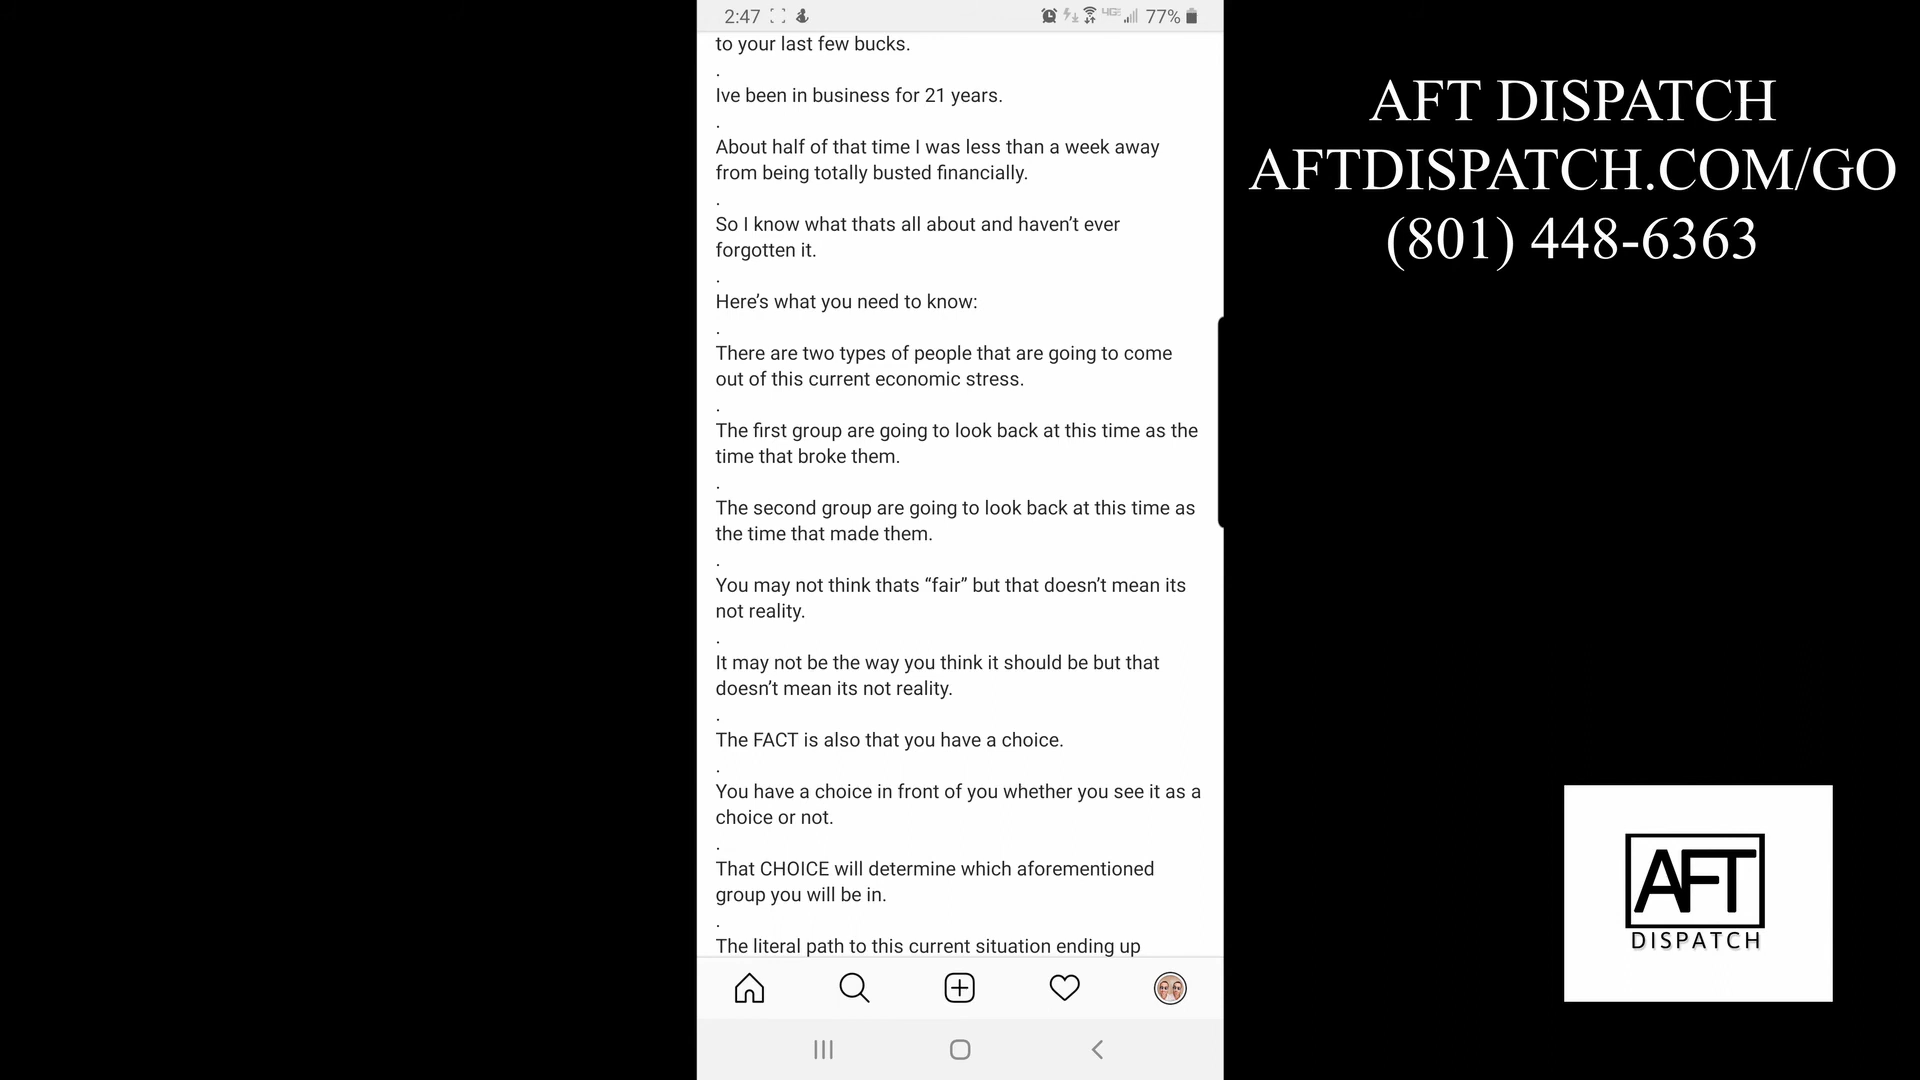 2:47
4GE
77%
to your last few bucks.
.
Ive been in business for 21 years.
.
About half of that time I was less than a week away
from being totally busted financially.
.
So I know what thats all about and haven’t ever
forgotten it.
.
Here’s what you need to know:
.
There are two types of people that are going to come
out of this current economic stress.
.
The first group are going to look back at this time as the
time that broke them.
.
The second group are going to look back at this time as
the time that made them.
.
You may not think thats “fair” but that doesn’t mean its
not reality.
.
It may not be the way you think it should be but that
doesn’t mean its not reality.
.
The FACT is also that you have a choice.
.
You have a choice in front of you whether you see it as a
choice or not.
.
That CHOICE will determine which aforementioned
group you will be in.
.
The literal path to this current situation ending up
AFT DISPATCH
AFTDISPATCH.COM/GO
(801) 448-6363
AFT
DISPATCH